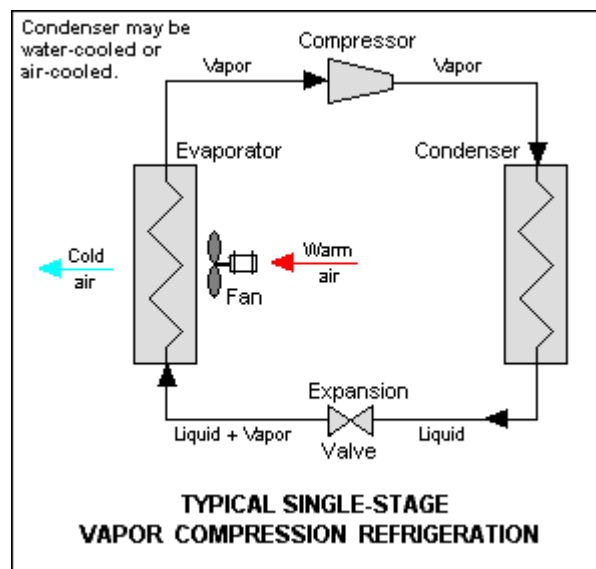 Condenser may be
water-cooled or
air-cooled.
Compressor
Vapor
Vapor
Evaporator
Condenser
Cold
air
Warm
air
Fan
Expansion
Valve
Liquid + Vapor
Liquid
TYPICAL SINGLE-STAGE
VAPOR COMPRESSION REFRIGERATION